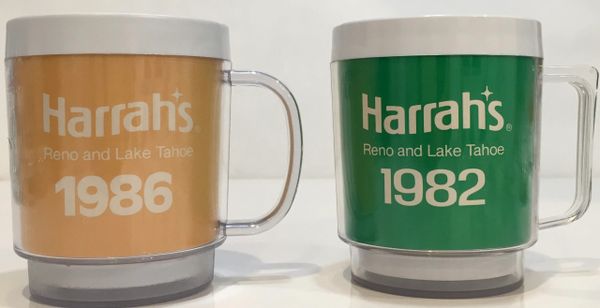 Harrah's®
Reno and Lake Tahoe
1986
Harrah's®
Reno and Lake Tahoe
1982